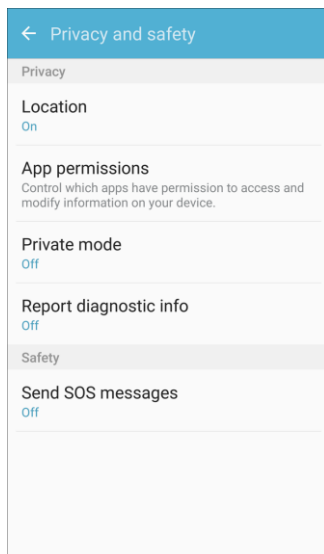 Privacy and safety
Privacy
Location
On
App permissions
Control which apps have permission to access and
modify information on your device.
Private mode
Off
Report diagnostic info
Off
Safety
Send SOS messages
Off